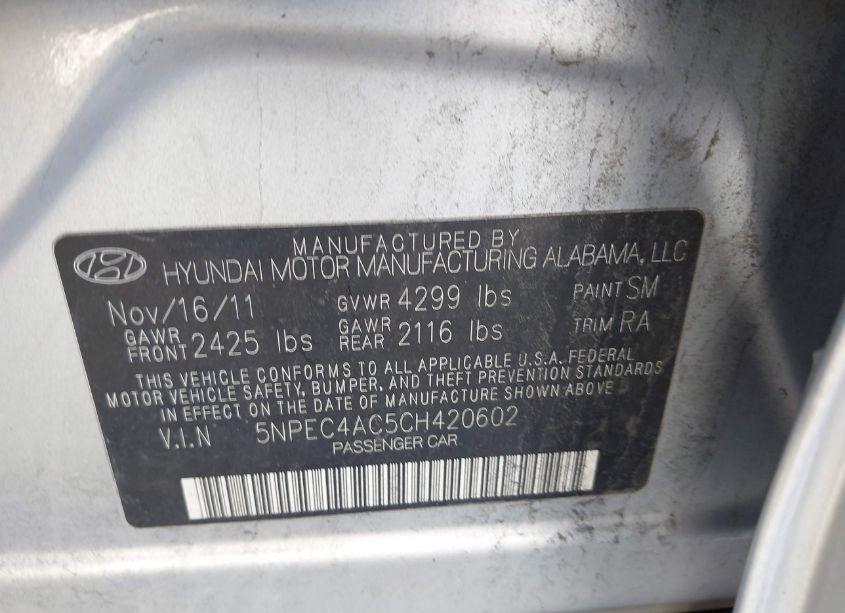 MANUFACTURED BY
HYUNDAI MOTOR MANUFACTURING ALABAMA, LLC
Nov/16/11 GVWR 4299 lbs PAINT SM
GAWR FRONT 2425 lbs GAWR REAR 2116 lbs TRIM RA
THIS VEHICLE CONFORMS TO ALL APPLICABLE U.S.A. FEDERAL
MOTOR VEHICLE SAFETY, BUMPER, AND THEFT PREVENTION STANDARDS
IN EFFECT ON THE DATE OF MANUFACTURE SHOWN ABOVE
V.I.N 5NPEC4AC5CH420602
PASSENGER CAR